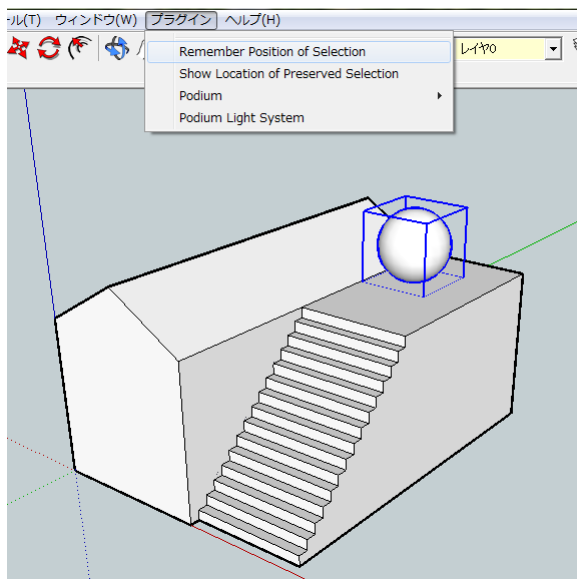 ール(T) ウィンドウ(W) プラグイン ヘルプ(H)
レイヤ0
Remember Position of Selection
Show Location of Preserved Selection
Podium
Podium Light System